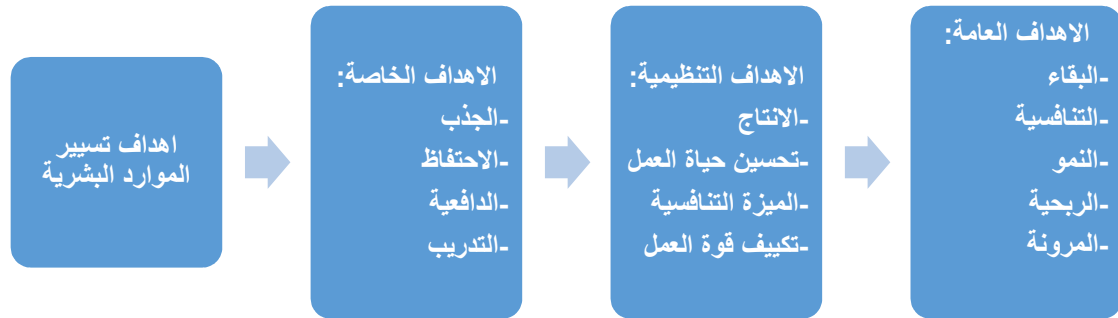 اهداف تسيير
الموارد البشرية
الاهداف الخاصة:
-الجذب
-الاحتفاظ
-الدافعية
-التدريب
الاهداف التنظيمية:
-الانتاج
-تحسين حياة العمل
-الميزة التنافسية
-تكييف قوة العمل
الاهداف العامة:
-البقاء
-التنافسية
-النمو
-الربحية
-المرونة